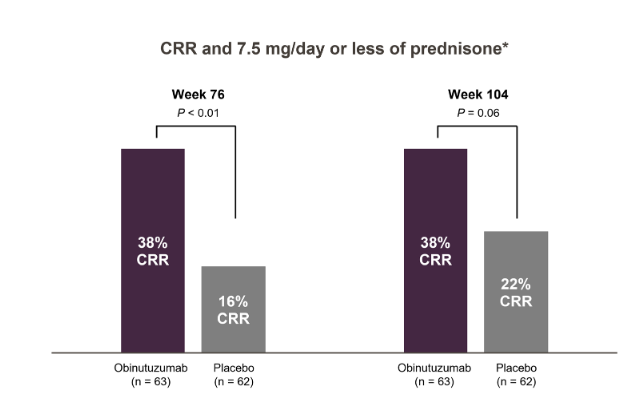 CRR and 7.5 mg/day or less of prednisone*
Week 76
P < 0.01
38%
CRR
16%
CRR
Obinutuzumab
(n = 63)
Placebo
(n = 62)
Week 104
P = 0.06
38%
CRR
22%
CRR
Obinutuzumab
(n = 63)
Placebo
(n = 62)